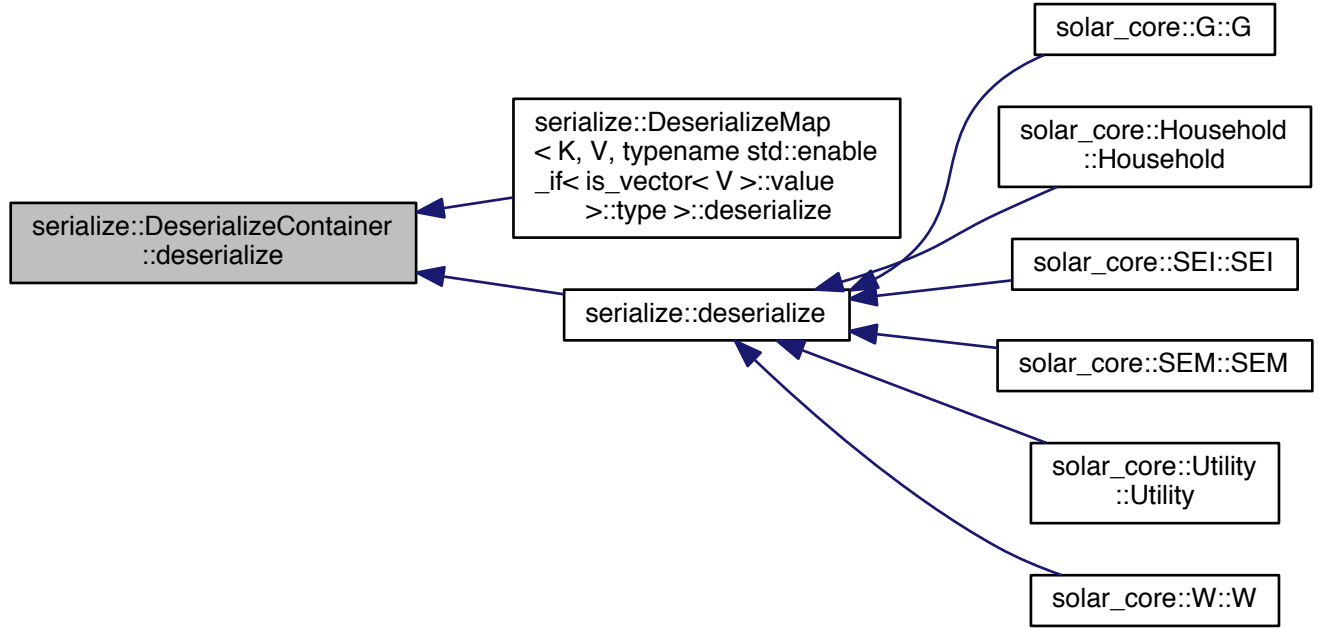 serialize::DeserializeContainer
::deserialize
serialize::DeserializeMap
< K, V, typename std::enable
_if< is_vector< V >::value
>::type >::deserialize
serialize::deserialize
solar_core::G::G
solar_core::Household
::Household
solar_core::SEI::SEI
solar_core::SEM::SEM
solar_core::Utility
::Utility
solar_core::W::W